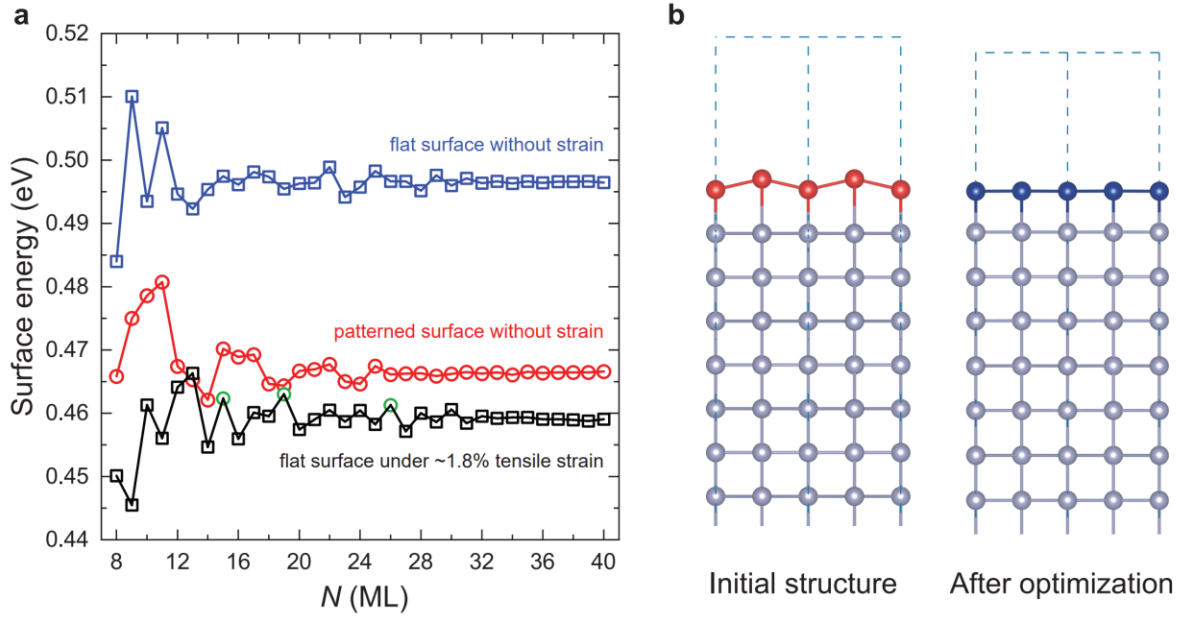 a
0.52
0.51
0.50
0.49
0.48
0.47
0.46
0.45
0.44
Surface energy (eV)
flat surface without strain
patterned surface without strain
flat surface under ~1.8% tensile strain
8 12 16 20 24 28 32 36 40
N (ML)
b
Initial structure
After optimization